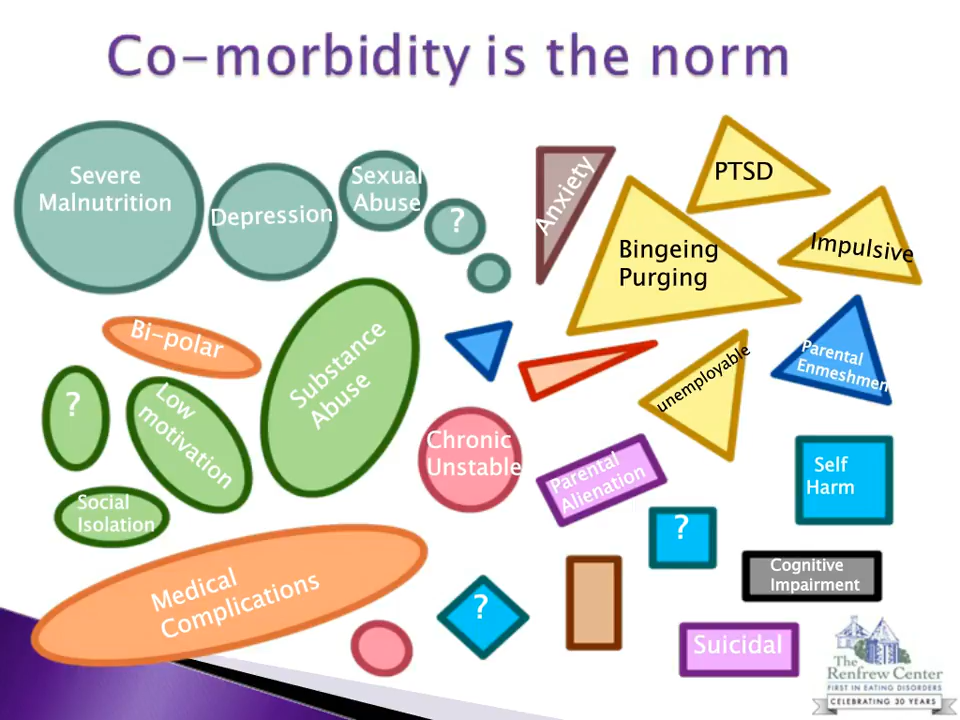 Co-morbidity is the norm
Severe
Malnutrition
Depression
Sexual
Abuse
?
Anxiety
PTSD
Bingeing
Purging
Impulsive
Bi-polar
Substance
Abuse
?
Low
motivation
Social
Isolation
Chronic
Unstable
unemployable
Parental
Enmeshmen
Parental
Alienation
Self
Harm
?
Cognitive
Impairment
Medical
Complications
?
Suicidal
The
Renfrew Center
FIRST IN EATING DISORDERS
CELEBRATING 30 YEARS